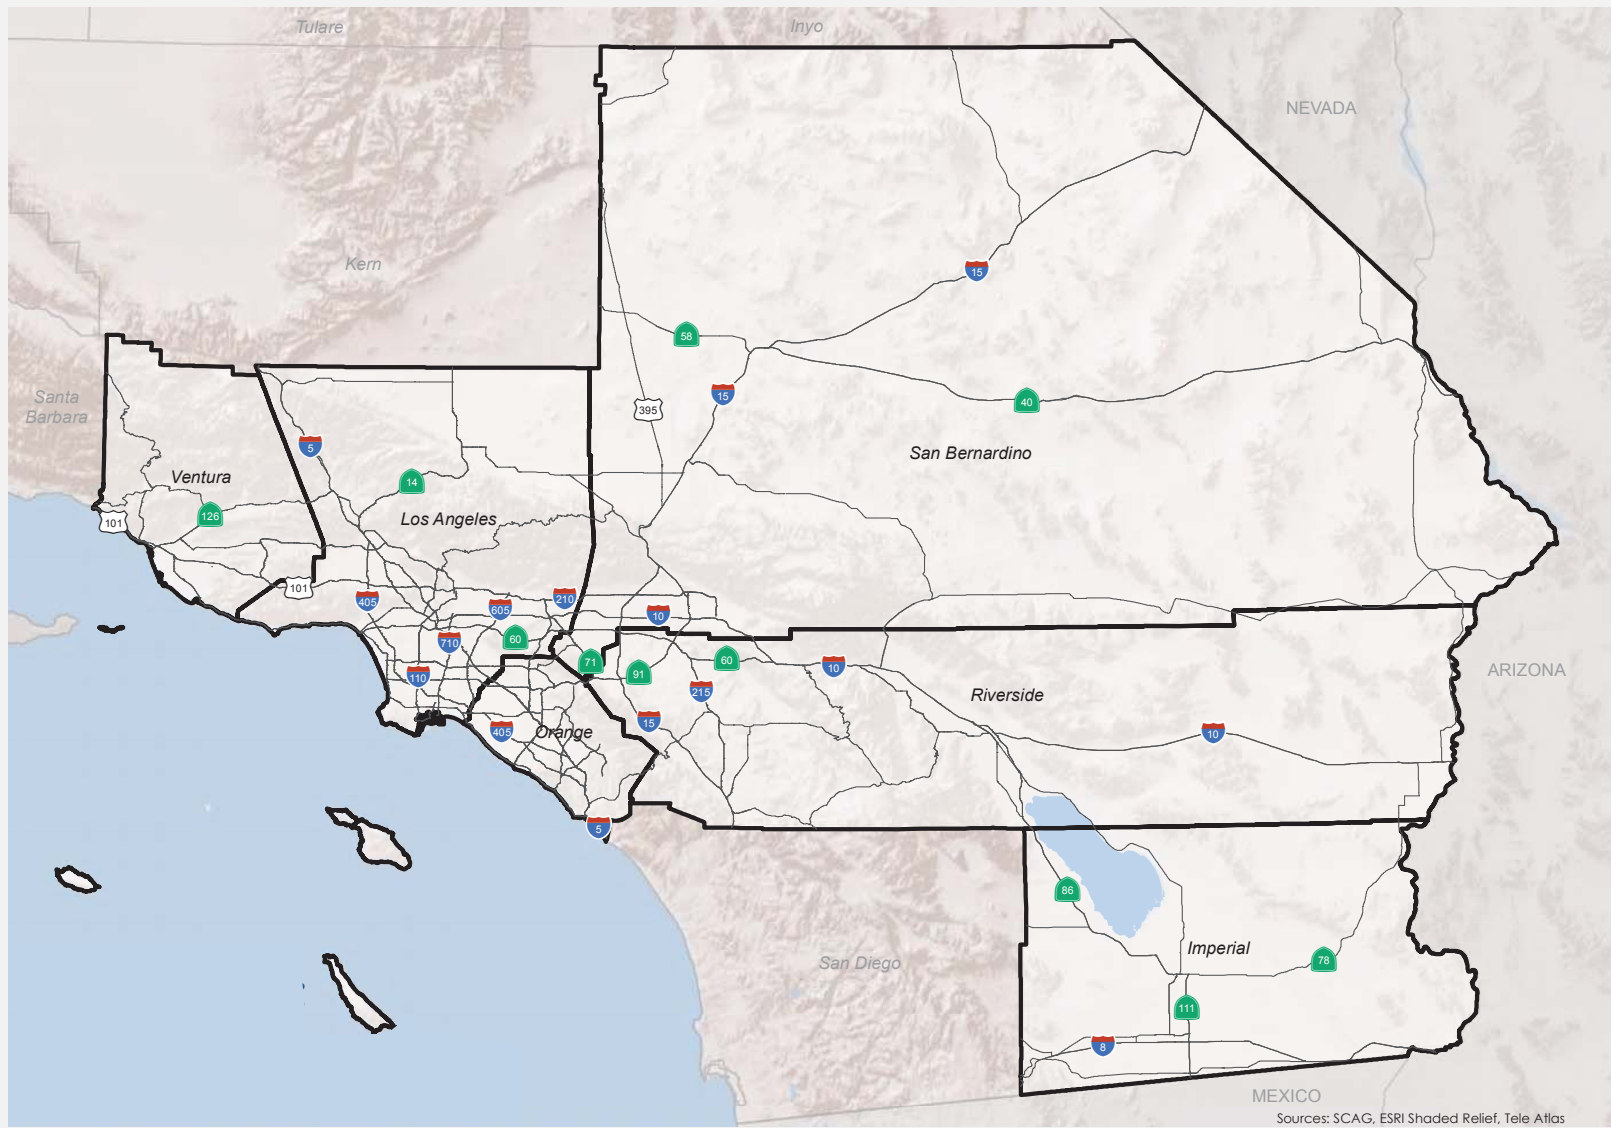 Tulare
Inyo
NEVADA
Kern
15
58
15
395
40
Santa
Barbara
5
San Bernardino
Ventura
14
126
Los Angeles
101
101
405
605
210
10
710
60
71
60
91
10
110
215
Riverside
ARIZONA
15
405
Orange
10
5
86
Imperial
San Diego
78
111
8
MEXICO
Sources: SCAG, ESRI Shaded Relief, Tele Atlas